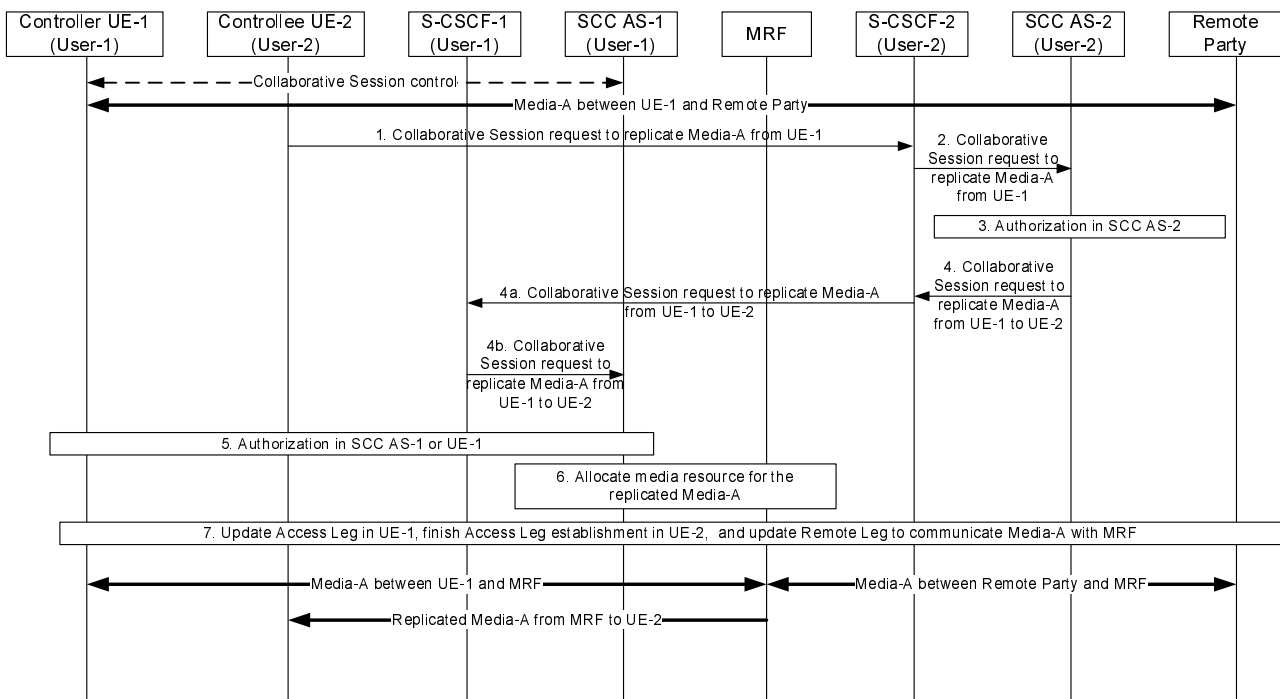 Controller UE-1
(User-1)
Controllee UE-2
(User-2)
S-CSCF-1
(User-1)
SCC AS-1
(User-1)
MRF
S-CSCF-2
(User-2)
SCC AS-2
(User-2)
Remote
Party
Collaborative Session control
Media-A between UE-1 and Remote Party
1. Collaborative Session request to replicate Media-A from UE-1
2. Collaborative
Session request to
replicate Media-A
from UE-1
3. Authorization in SCC AS-2
4. Collaborative
Session request to
replicate Media-A
from UE-1 to UE-2
4a. Collaborative Session request to replicate Media-A
from UE-1 to UE-2
4b. Collaborative
Session request to
replicate Media-A from
UE-1 to UE-2
5. Authorization in SCC AS-1 or UE-1
6. Allocate media resource for the
replicated Media-A
7. Update Access Leg in UE-1, finish Access Leg establishment in UE-2, and update Remote Leg to communicate Media-A with MRF
Media-A between UE-1 and MRF
Media-A between Remote Party and MRF
Replicated Media-A from MRF to UE-2